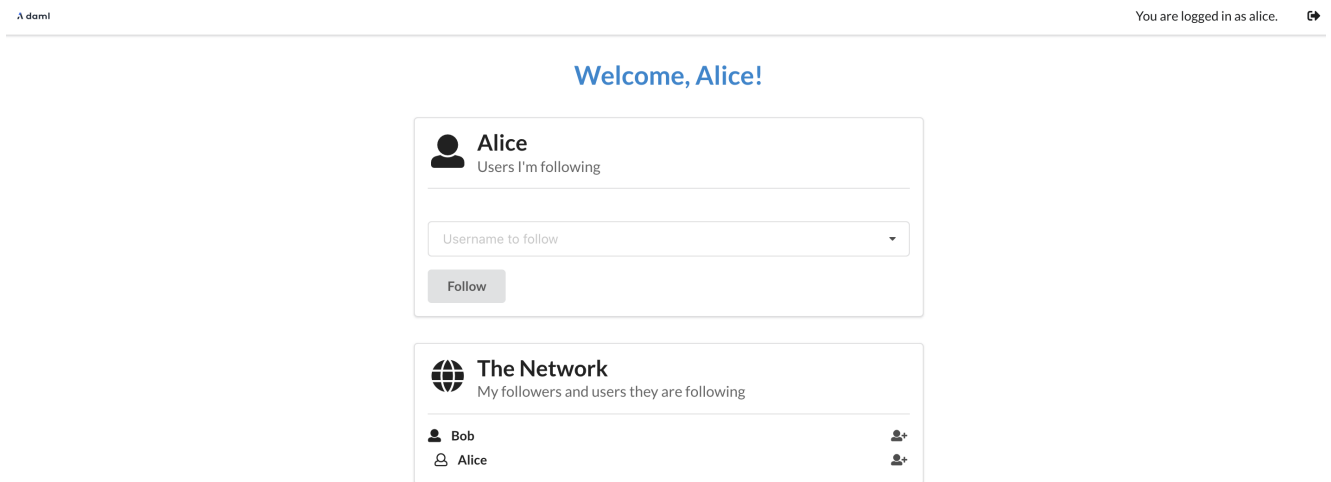 daml
You are logged in as alice.
Welcome, Alice!
Alice
Users I'm following
Username to follow
Follow
The Network
My followers and users they are following
Bob
Alice